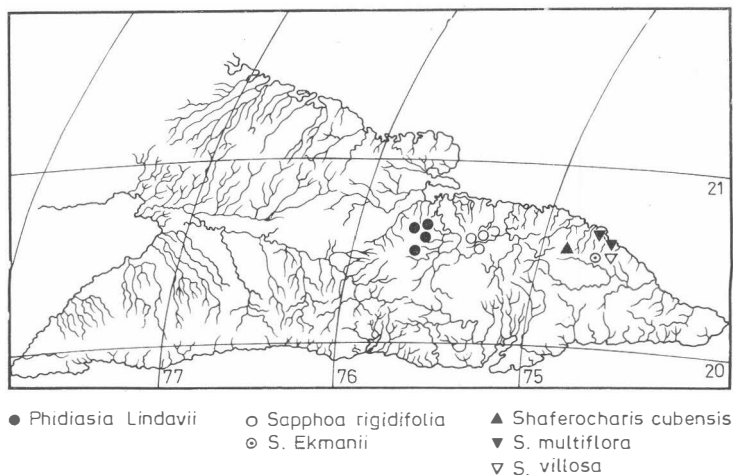 21
77
76
75
20
● Phidiasia Lindavii
○ Sapphoa rigidifolia
⊙ S. Ekmanii
▲ Shaferocharis cubensis
▼ S. multiflora
▽ S. villosa